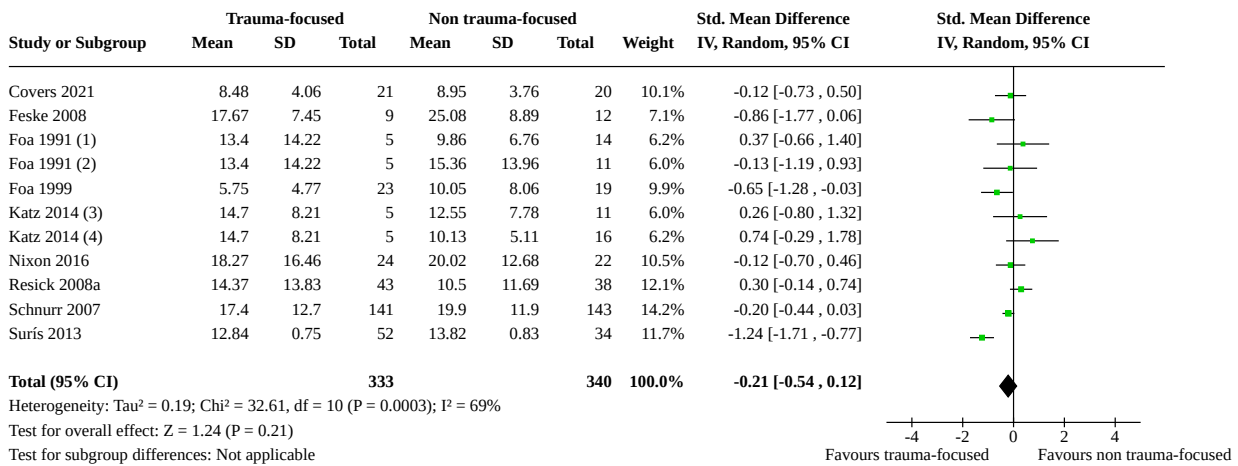 Trauma-focused Non trauma-focused Std. Mean Difference Std. Mean Difference
Study or Subgroup Mean SD Total Mean SD Total Weight IV, Random, 95% CI IV, Random, 95% CI
Covers 2021 8.48 4.06 21 8.95 3.76 20 10.1% -0.12 [-0.73 , 0.50]
Feske 2008 17.67 7.45 9 25.08 8.89 12 7.1% -0.86 [-1.77 , 0.06]
Foa 1991 (1) 13.4 14.22 5 9.86 6.76 14 6.2% 0.37 [-0.66 , 1.40]
Foa 1991 (2) 13.4 14.22 5 15.36 13.96 11 6.0% -0.13 [-1.19 , 0.93]
Foa 1999 5.75 4.77 23 10.05 8.06 19 9.9% -0.65 [-1.28 , -0.03]
Katz 2014 (3) 14.7 8.21 5 12.55 7.78 11 6.0% 0.26 [-0.80 , 1.32]
Katz 2014 (4) 14.7 8.21 5 10.13 5.11 16 6.2% 0.74 [-0.29 , 1.78]
Nixon 2016 18.27 16.46 24 20.02 12.68 22 10.5% -0.12 [-0.70 , 0.46]
Resick 2008a 14.37 13.83 43 10.5 11.69 38 12.1% 0.30 [-0.14 , 0.74]
Schnurr 2007 17.4 12.7 141 19.9 11.9 143 14.2% -0.20 [-0.44 , 0.03]
Surís 2013 12.84 0.75 52 13.82 0.83 34 11.7% -1.24 [-1.71 , -0.77]
Total (95% CI) 333 340 100.0% -0.21 [-0.54 , 0.12]
Heterogeneity: Tau² = 0.19; Chi² = 32.61, df = 10 (P = 0.0003); I² = 69%
Test for overall effect: Z = 1.24 (P = 0.21)
-4 -2 0 2 4
Test for subgroup differences: Not applicable Favours trauma-focused Favours non trauma-focused